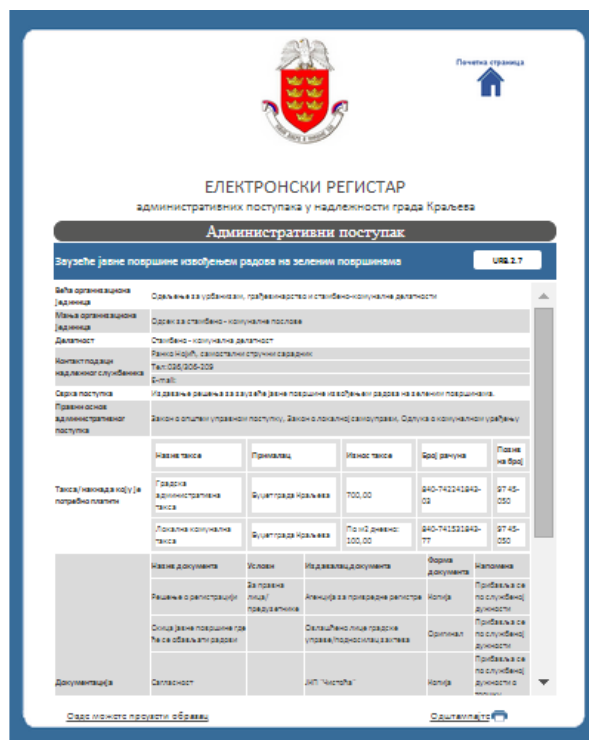 Почетна страница
ЕЛЕКТРОНСКИ РЕГИСТАР
административних поступака у надлежности града Краљева
Административни поступак
Заузеће јавне површине извођењем радова на зеленим површинама
URB.2.7
Већа организациона
јединица
Одељење за урбанизам, грађевинарство и стамбено-комуналне делатности
Мања организациона
јединица
Одсек за стамбено - комуналне послове
Делатност
Стамбено - комунална делатност
Контакт подаци
надлежног службеника
Ранко Нојић, самостални стручни сарадник
Тел:036/306-209
E-mail:
Сврха поступка
Издавање решења за заузеће јавне површине извођењем радова на зеленим површинама.
Правни основ
административног
поступка
Закон о општем управном поступку, Закон о локалној самоуправи, Одлука о комуналном уређењу
Такса/накнада коју је
потребно платити
Назив таксе
Прималац
Износ таксе
Број рачуна
Позив
на број
Градска
административна
такса
Буџет града Краљева
700,00
840-742241843-
03
97 45-
050
Локална комунална
такса
Буџет града Краљева
По м2 дневно:
100,00
840-741531843-
77
97 45-
050
Документација
Назив документа
Услови
Издавалац документа
Форма
документа
Напомена
Решење о регистрацији
За правна
лица/
предузетнике
Агенција за привредне регистре
Копија
Прибавља се
по службеној
дужности
Скица јавне површине где
ће се обављати радови
Овлашћено лице градске
управе/подносилац захтева
Оригинал
Прибавља се
по службеној
дужности
Сагласност
ЈКП "Чистоћа"
Копија
Прибавља се
по службеној
дужности о
трошку
Овде можете преузети образац
Одштампајте